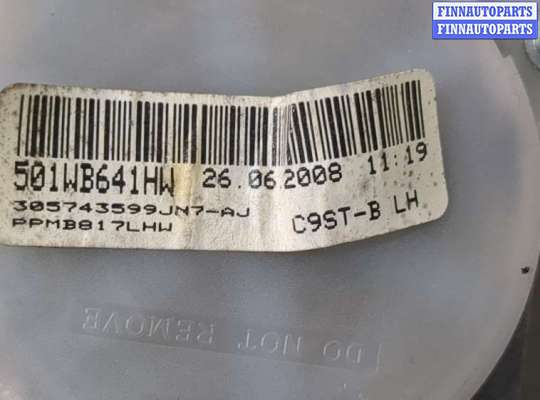 FINNAUTOPARTS
FINNAUTOPARTS
501WB641HW 26.06.2008 11:19
305743599JN7-AJ
PPMB817LHW C9ST-B LH
DO NOT REMOVE